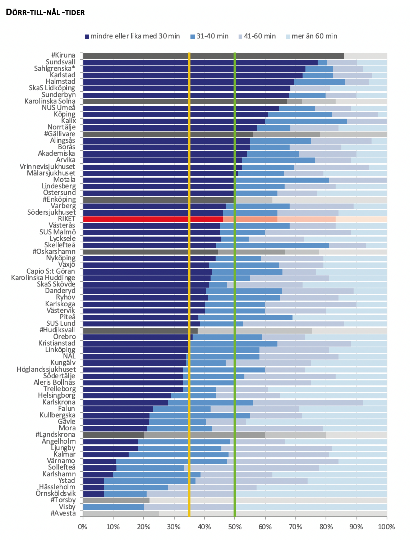 DÖRR-TILL-NÅL -TIDER
mindre eller lika med 30 min 31-40 min 41-60 min mer än 60 min
#Kiruna
Sundsvall
Sahlgrenska*
Karlstad
Halmstad
SkaS Lidköping
Sunderbyn
Karolinska Solna
NUS Umeå
Köping
Kalix
Norrtälje
#Gällivare
Alingsås
Borås
Akademiska
Arvika
Vrinnevisjukhuset
Mälarsjukhuset
Motala
Lindesberg
Östersund
#Enköping
Varberg
Södersjukhuset
RIKET
Västerås
SUS Malmö
Lycksele
Skellefteå
#Oskarshamn
Nyköping
Växjö
Capio S:t Göran
Karolinska Huddinge
SkaS Skövde
Danderyd
Ryhov
Karlskoga
Västervik
Piteå
SUS Lund
#Hudiksvall
Örebro
Kristianstad
Linköping
NÄL
Kungälv
Höglandssjukhuset
Södertälje
Aleris Bollnäs
Trelleborg
Helsingborg
Karlskrona
Falun
Kullbergska
Gävle
Mora
#Landskrona
Ängelholm
Ljungby
Kalmar
Värnamo
Sollefteå
Karlshamn
Ystad
Hässleholm
Örnsköldsvik
#Torsby
Visby
#Avesta
0% 10% 20% 30% 40% 50% 60% 70% 80% 90% 100%